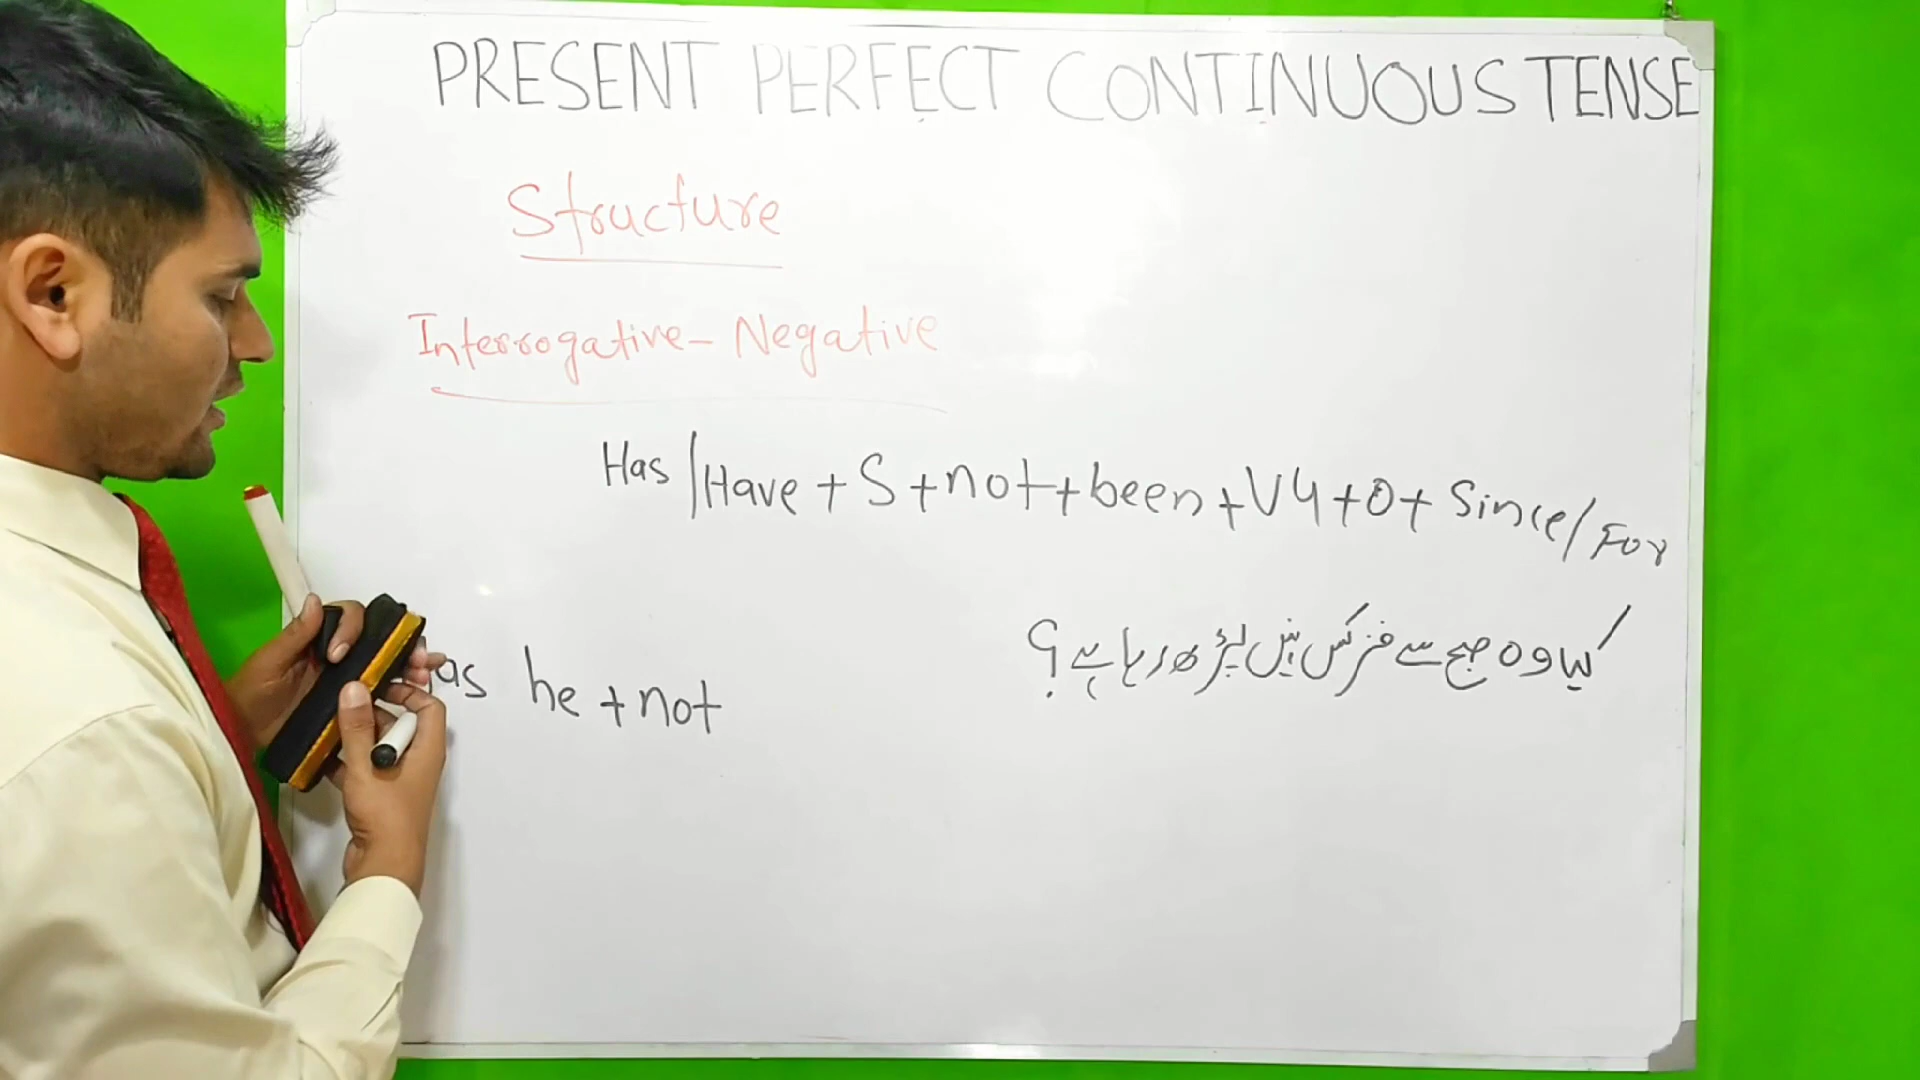 PRESENT PERFECT CONTINUOUS TENSE
Structure
Interrogative- Negative
Has/Have + S + not + been + V4 + O + Since/For
کیا وہ صبح سے فزکس نہیں پڑھ رہا ہے؟
he + not